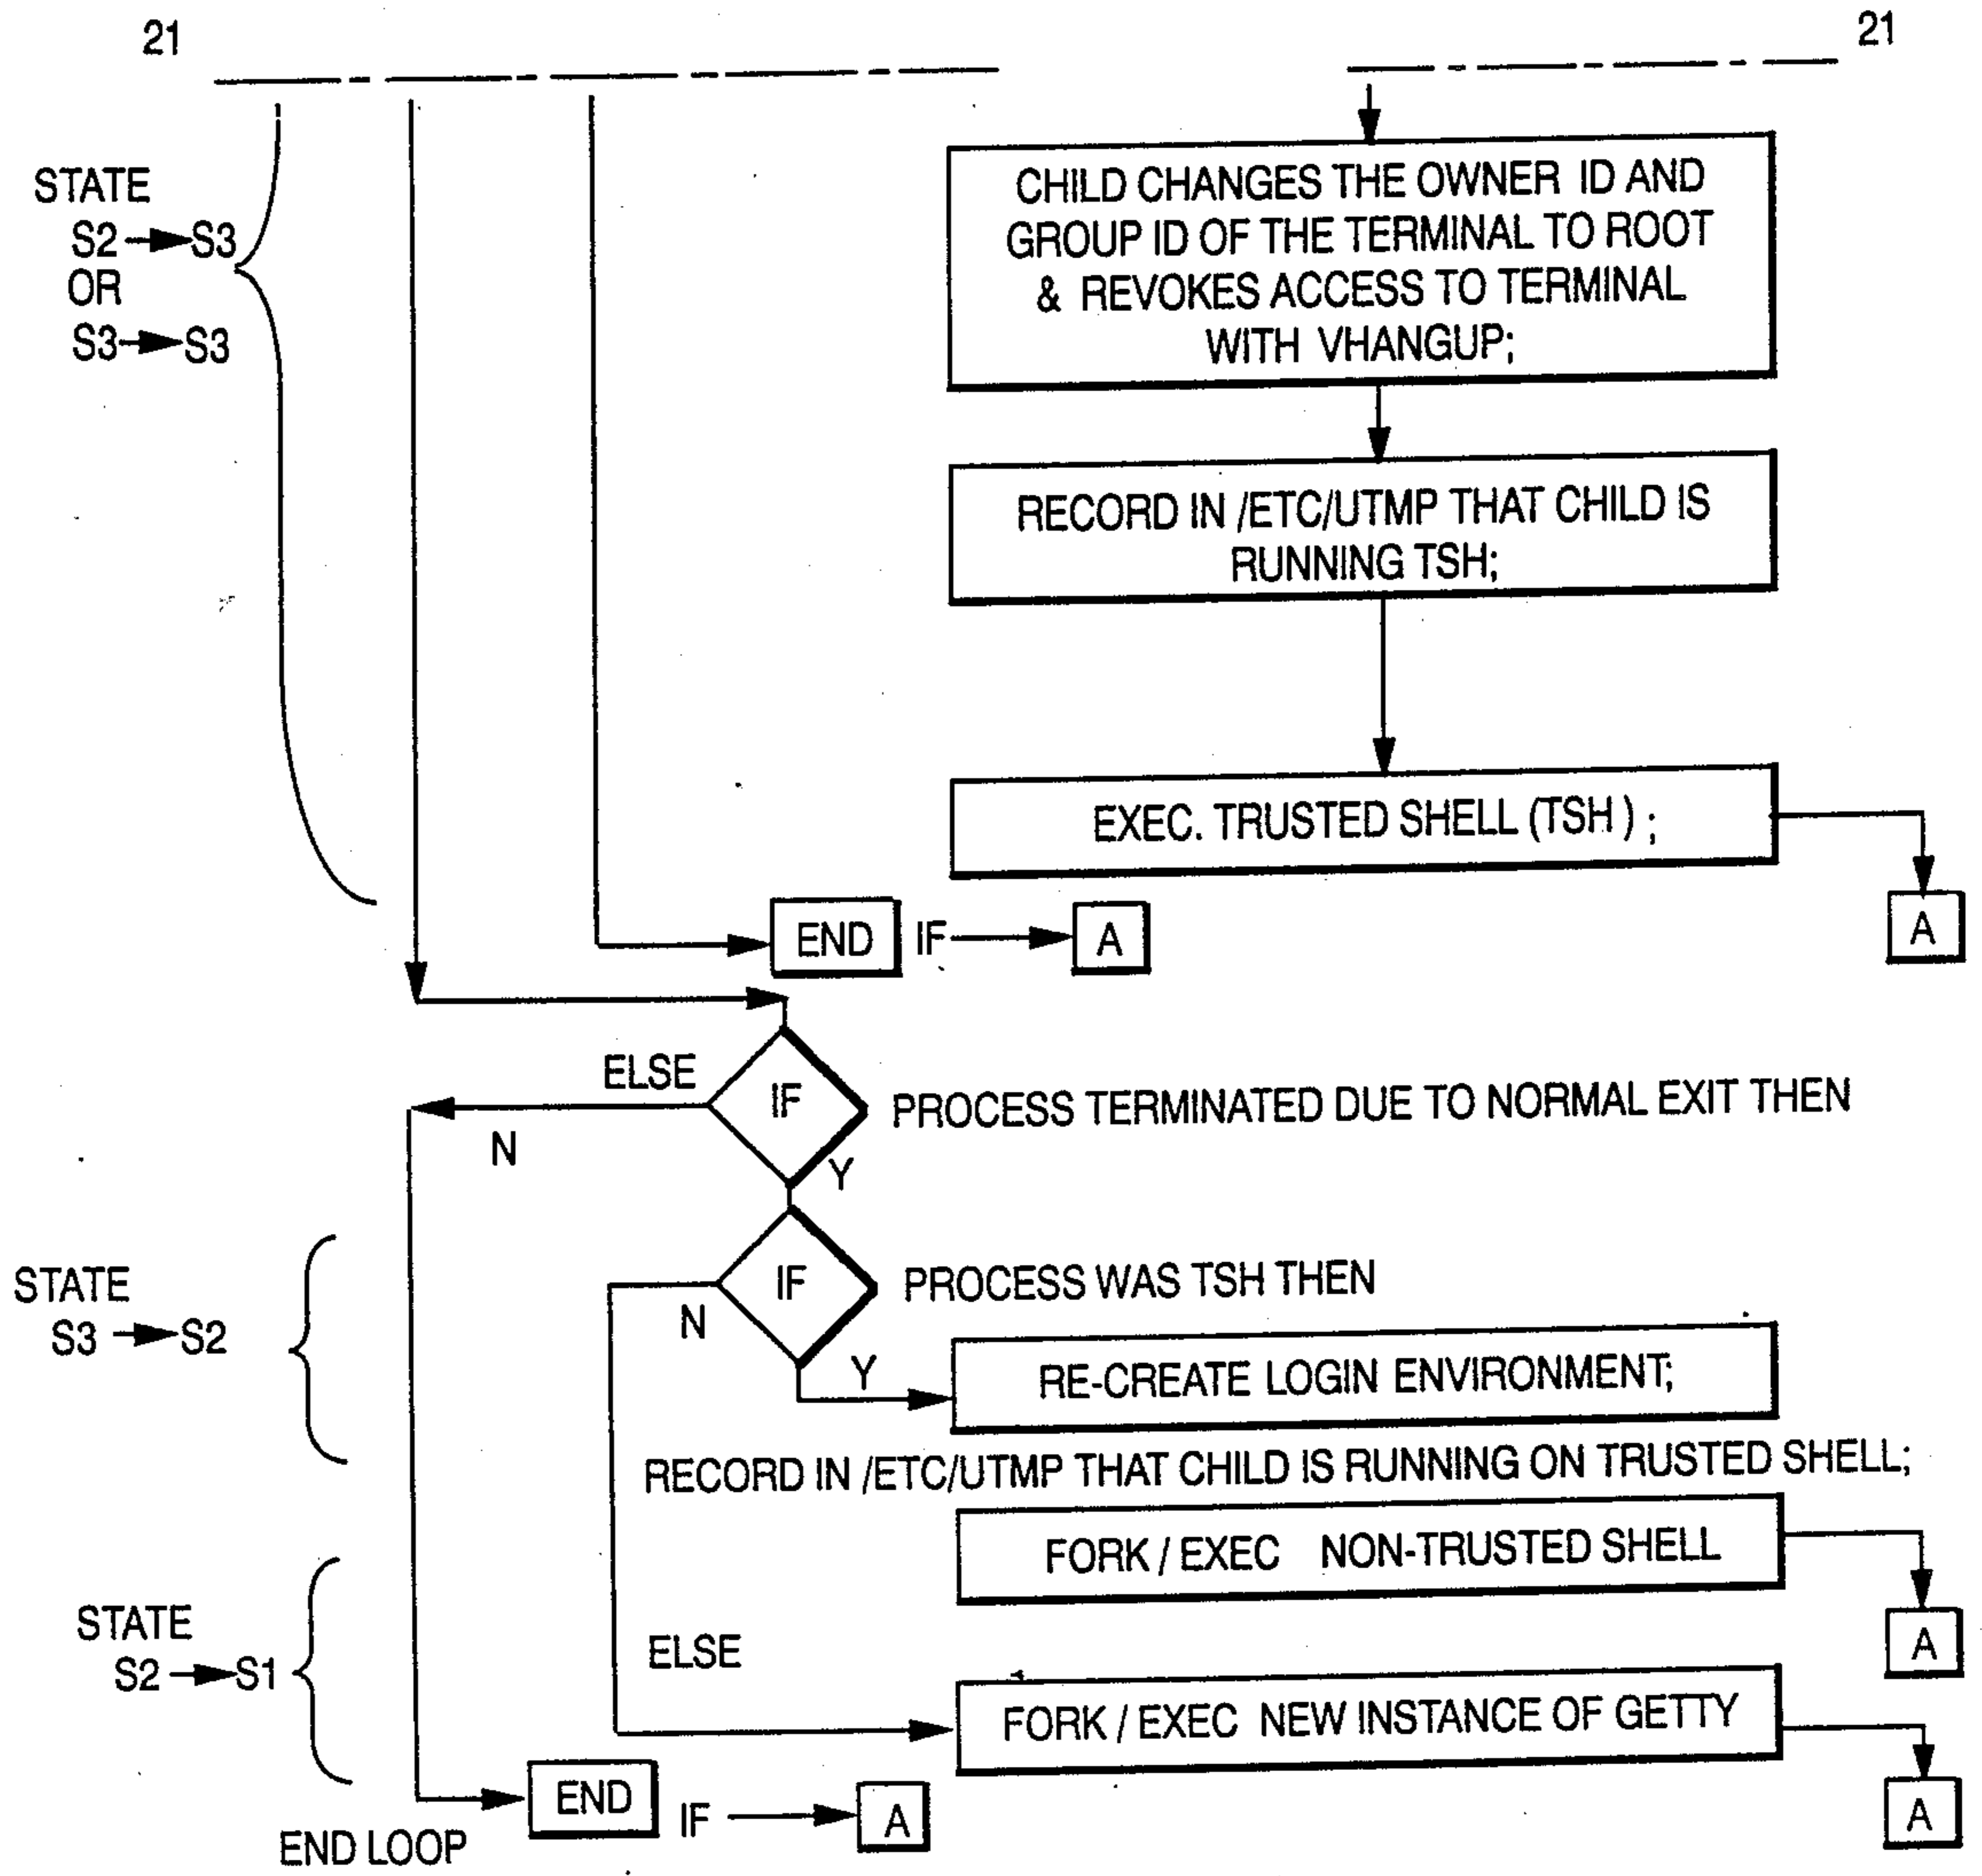 21
21
STATE
S2 → S3
OR
S3 → S3
CHILD CHANGES THE OWNER ID AND
GROUP ID OF THE TERMINAL TO ROOT
& REVOKES ACCESS TO TERMINAL
WITH VHANGUP;
RECORD IN /ETC/UTMP THAT CHILD IS
RUNNING TSH;
EXEC. TRUSTED SHELL (TSH) ;
A
END IF → A
ELSE
IF
PROCESS TERMINATED DUE TO NORMAL EXIT THEN
N
Y
STATE
S3 → S2
IF
PROCESS WAS TSH THEN
N
Y
RE-CREATE LOGIN ENVIRONMENT;
RECORD IN /ETC/UTMP THAT CHILD IS RUNNING ON TRUSTED SHELL;
FORK / EXEC NON-TRUSTED SHELL
A
STATE
S2 → S1
ELSE
FORK / EXEC NEW INSTANCE OF GETTY
A
END IF → A
END LOOP